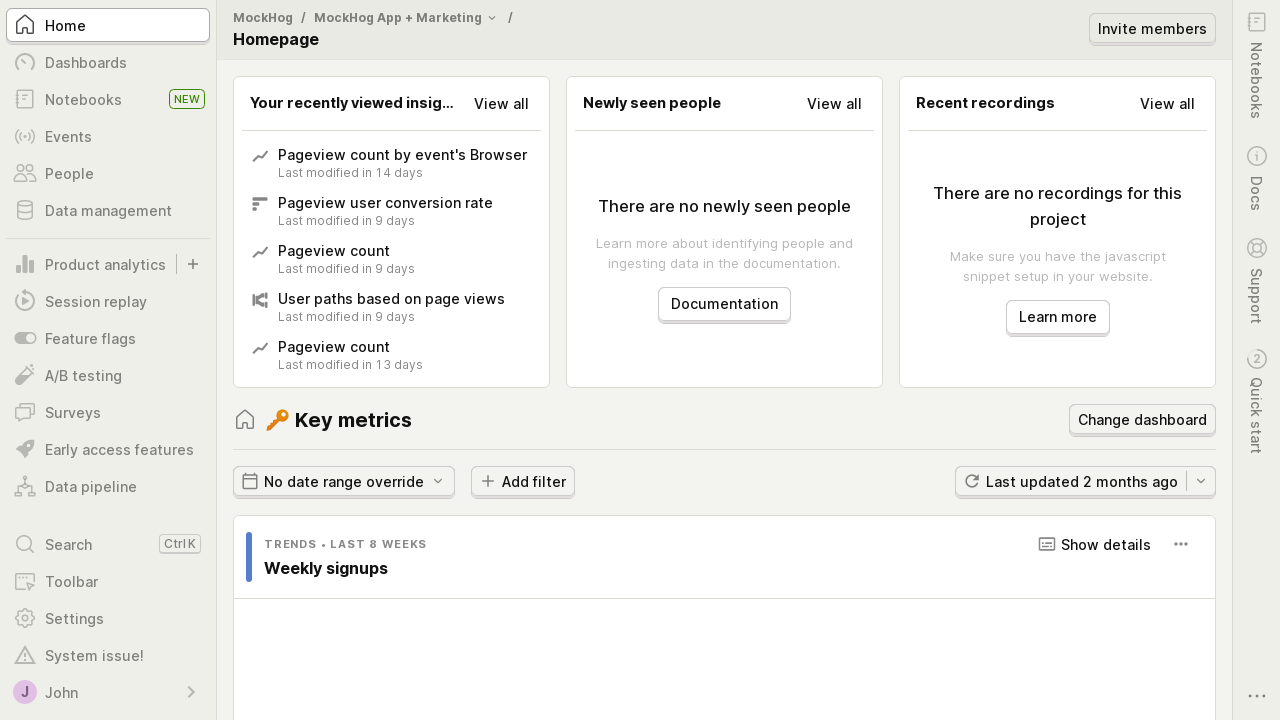 Home
Dashboards
Notebooks NEW
Events
People
Data management
Product analytics
Session replay
Feature flags
A/B testing
Surveys
Early access features
Data pipeline
Search Ctrl K
Toolbar
Settings
System issue!
J John
MockHog / MockHog App + Marketing /
Homepage
Invite members
Your recently viewed insig... View all
Pageview count by event's Browser
Last modified in 14 days
Pageview user conversion rate
Last modified in 9 days
Pageview count
Last modified in 9 days
User paths based on page views
Last modified in 9 days
Pageview count
Last modified in 13 days
Newly seen people View all
There are no newly seen people
Learn more about identifying people and
ingesting data in the documentation.
Documentation
Recent recordings View all
There are no recordings for this
project
Make sure you have the javascript
snippet setup in your website.
Learn more
🔑 Key metrics
Change dashboard
No date range override
Add filter
Last updated 2 months ago
TRENDS • LAST 8 WEEKS
Weekly signups
Show details
Notebooks
Docs
Support
2
Quick start